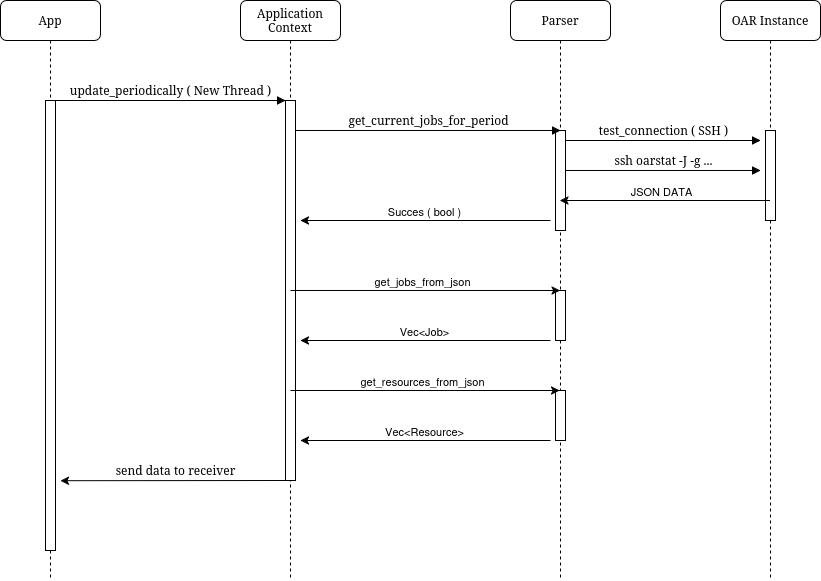 App
Application
Context
Parser
OAR Instance
update_periodically ( New Thread )
get_current_jobs_for_period
test_connection ( SSH )
ssh oarstat -J -g ...
JSON DATA
Succes ( bool )
get_jobs_from_json
Vec<Job>
get_resources_from_json
Vec<Resource>
send data to receiver